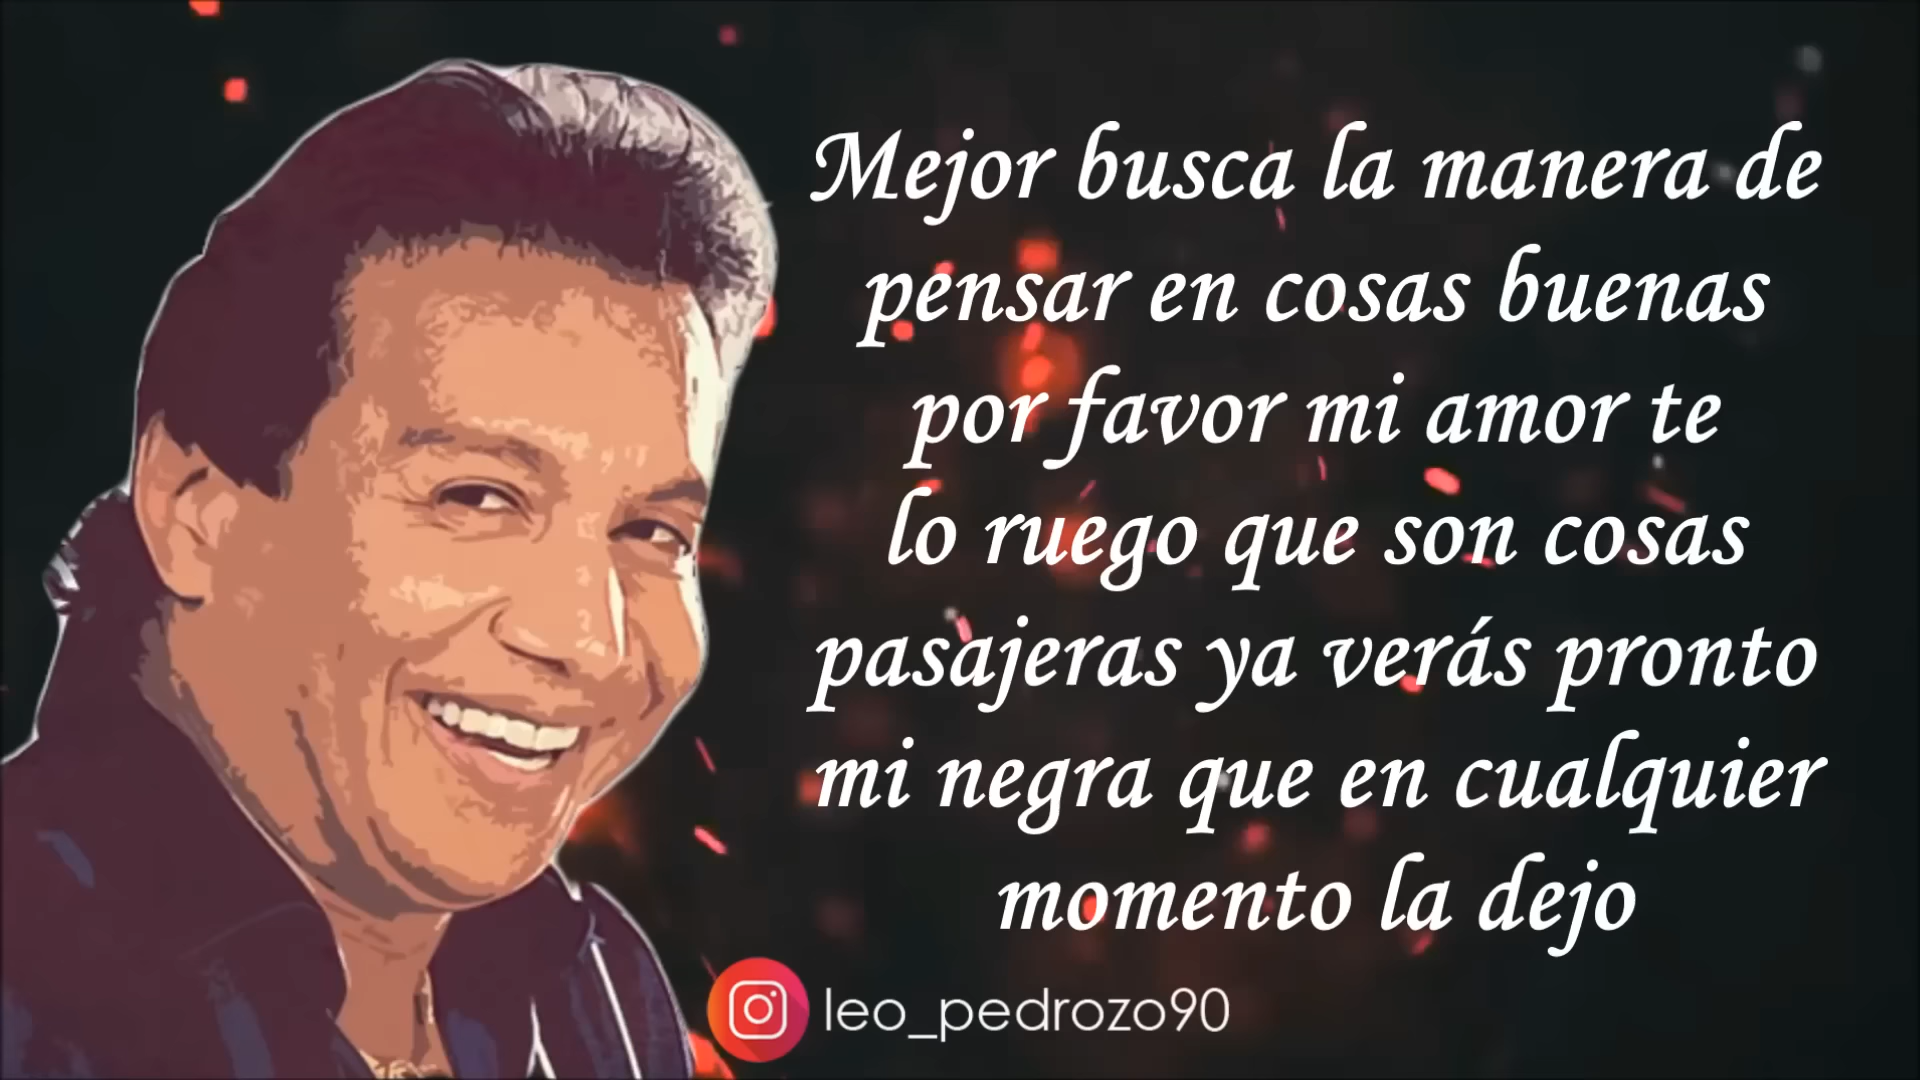 Mejor busca la manera de
pensar en cosas buenas
por favor mi amor te
lo ruego que son cosas
pasajeras ya verás pronto
mi negra que en cualquier
momento la dejo
leo_pedrozo90